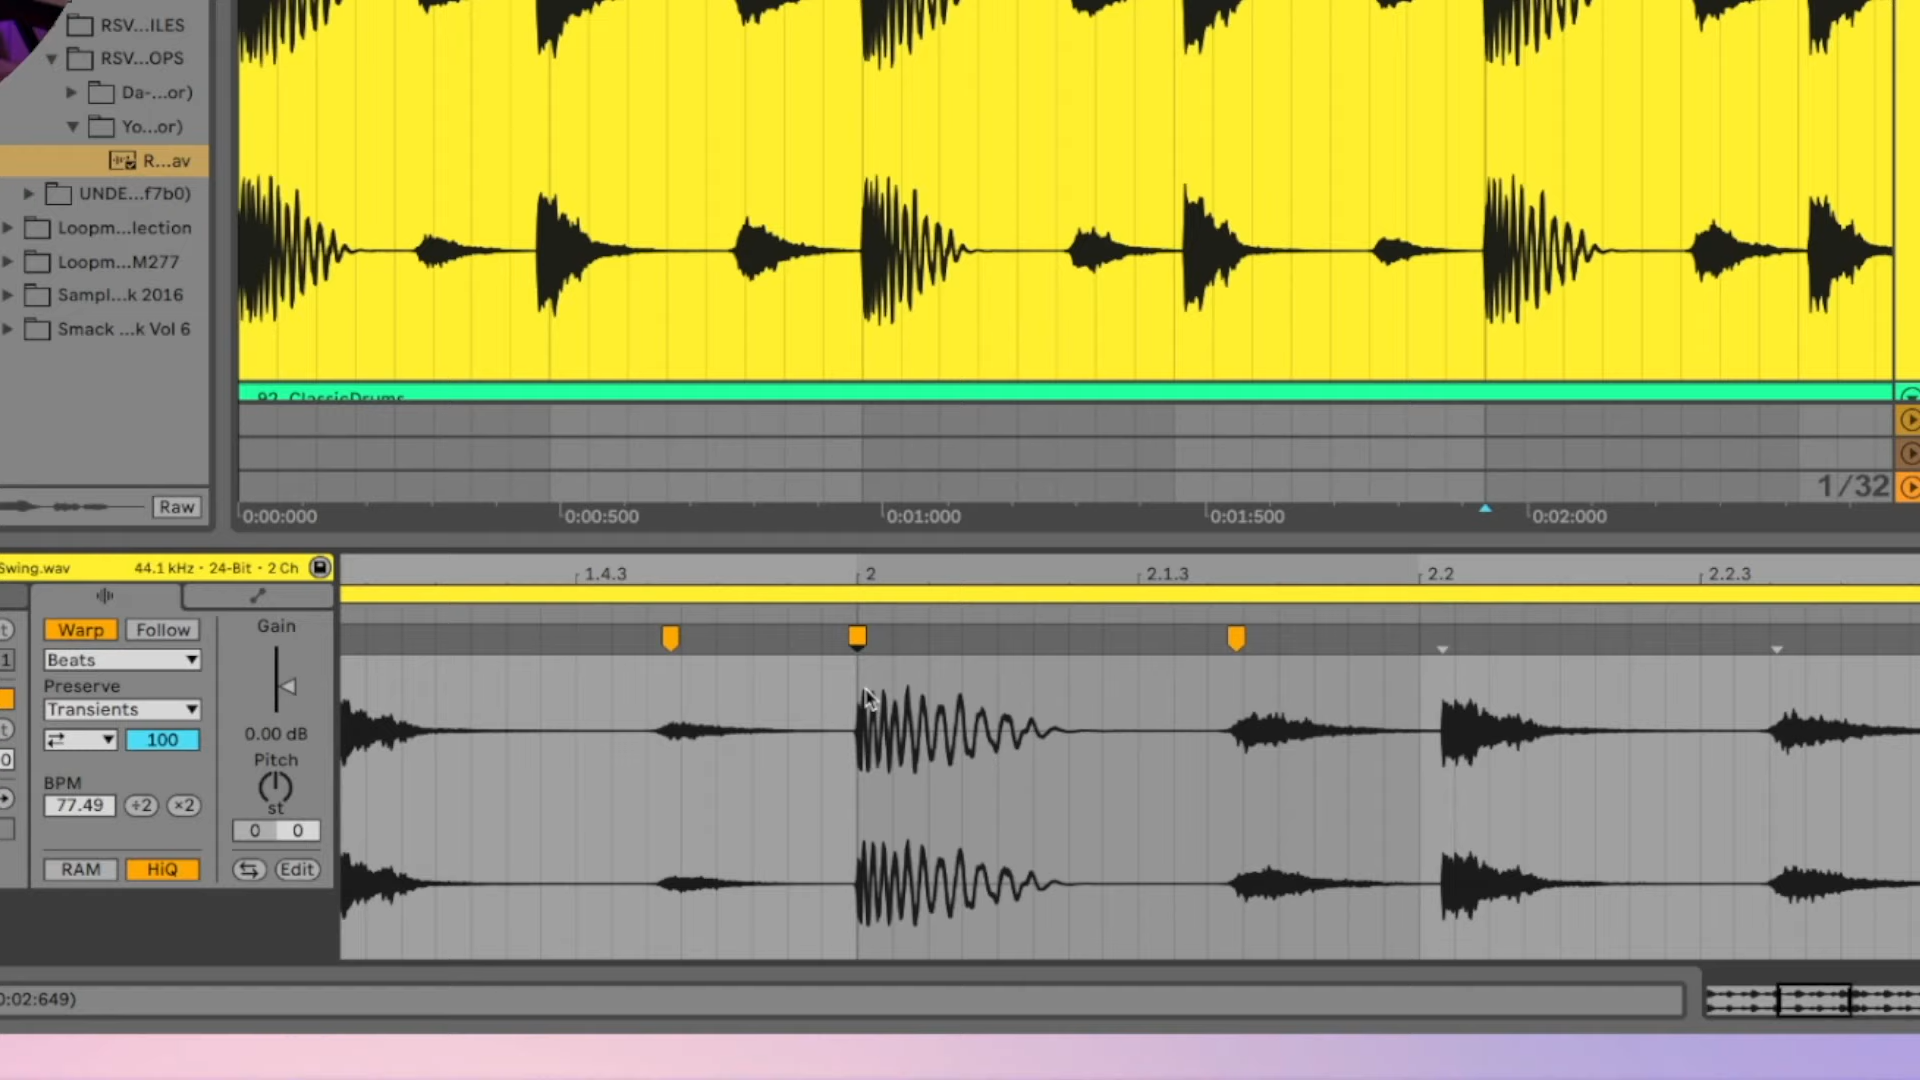 RSV...ILES
RSV...OPS
Da-...or)
Yo...or)
R...av
UNDE...f7b0)
Loopm...lection
Loopm...M277
Sampl...k 2016
Smack ...k Vol 6
Raw
92 ClassicDrums
1/32
0:00:000 0:00:500 0:01:000 0:01:500 0:02:000
Swing.wav 44.1 kHz · 24-Bit · 2 Ch
1.4.3 2 2.1.3 2.2 2.2.3
Warp Follow
Gain
Beats
Preserve
Transients
100
0.00 dB
Pitch
st
BPM
77.49 ÷2 ×2
0 0
RAM HiQ Edit
0:02:649)